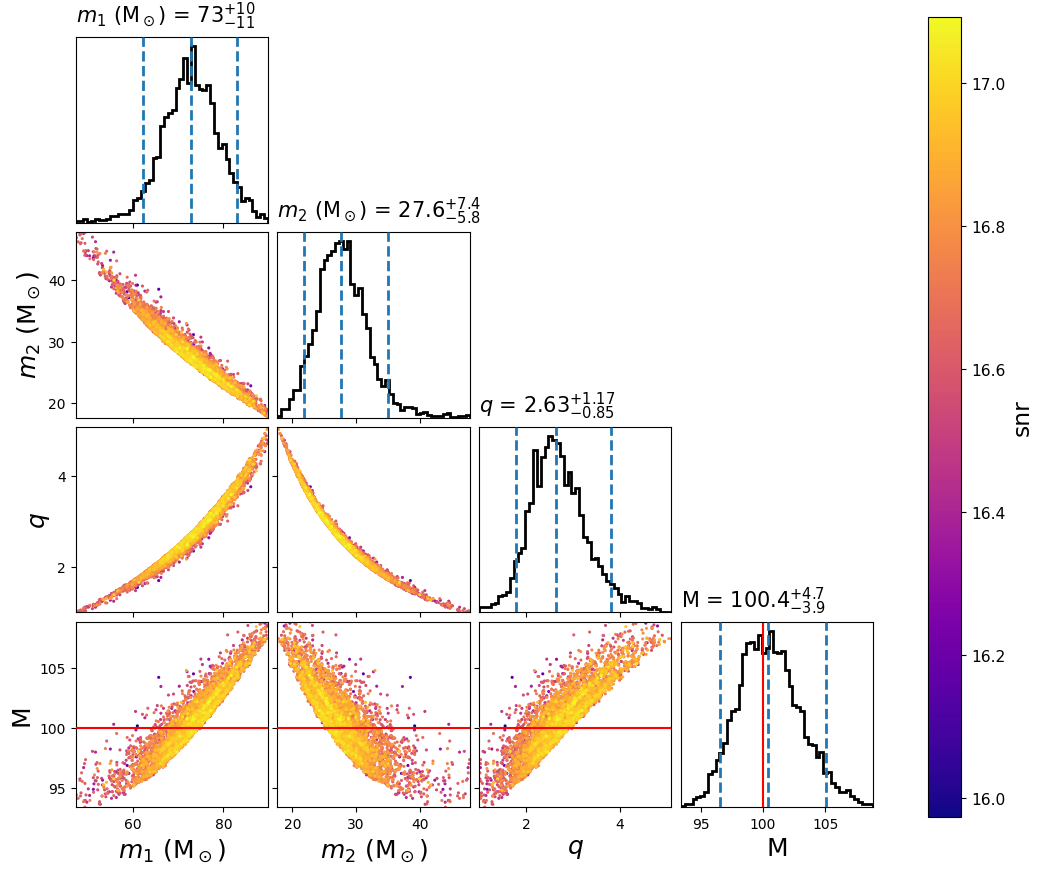 m₁ (M⊙) = 73⁺¹⁰₋₁₁
17.0
m₂ (M⊙) = 27.6⁺⁷·⁴₋₅.₈
16.8
m₂ (M⊙)
40
30
20
16.6
q = 2.63⁺¹·¹⁷₋₀.₈₅
snr
q
4
2
16.4
M = 100.4⁺⁴·⁷₋₃.₉
16.2
M
105
100
95
16.0
60 80 20 30 40 2 4 95 100 105
m₁ (M⊙) m₂ (M⊙) q M